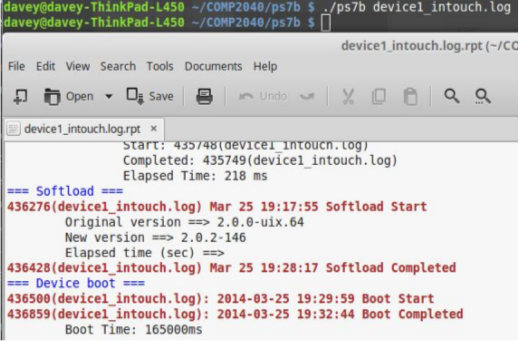 davey@davey-ThinkPad-L450 ~/COMP2040/ps7b $ ./ps7b device1_intouch.log
davey@davey-ThinkPad-L450 ~/COMP2040/ps7b $
device1_intouch.log.rpt (~/CO
File Edit View Search Tools Documents Help
Open Save Undo
device1_intouch.log.rpt ×
Start: 435748(device1_intouch.log)
Completed: 435749(device1_intouch.log)
Elapsed Time: 218 ms
=== Softload ===
436276(device1_intouch.log) Mar 25 19:17:55 Softload Start
Original version ==> 2.0.0-uix.64
New version ==> 2.0.2-146
Elapsed time (sec) ==>
436428(device1_intouch.log) Mar 25 19:28:17 Softload Completed
=== Device boot ===
436500(device1_intouch.log): 2014-03-25 19:29:59 Boot Start
436859(device1_intouch.log): 2014-03-25 19:32:44 Boot Completed
Boot Time: 165000ms